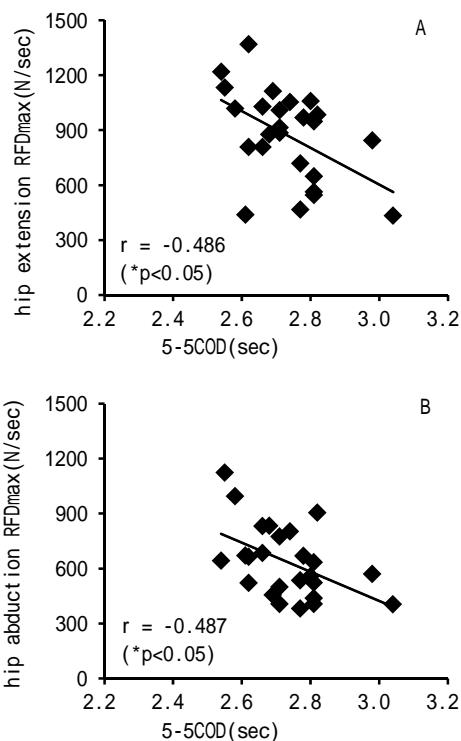 A
hip extension RFDmax(N/sec)
1500
1200
900
600
300
0
r = -0.486
(*p<0.05)
2.2 2.4 2.6 2.8 3.0 3.2
5-5COD(sec)
B
hip abduction RFDmax(N/sec)
1500
1200
900
600
300
0
r = -0.487
(*p<0.05)
2.2 2.4 2.6 2.8 3.0 3.2
5-5COD(sec)